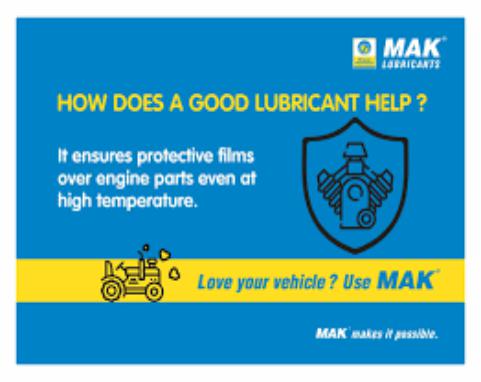 MAK
LUBRICANTS
HOW DOES A GOOD LUBRICANT HELP ?
It ensures protective films
over engine parts even at
high temperature.
Love your vehicle ? Use MAK
MAK makes it possible.